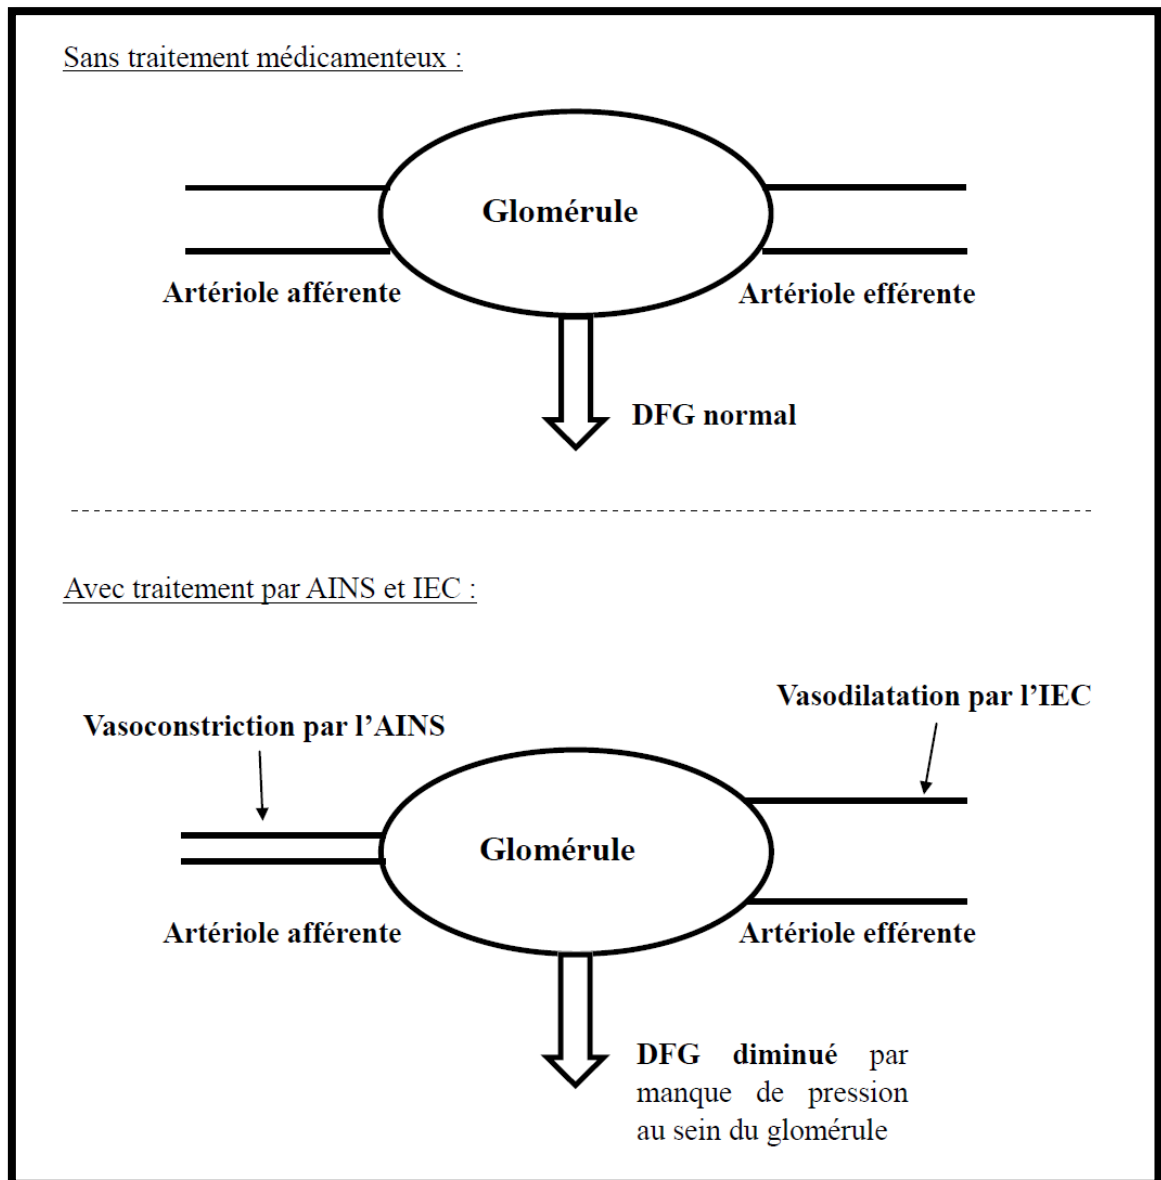 Sans traitement médicamenteux :
Glomérule
Artériole afférente
Artériole efférente
DFG normal
Avec traitement par AINS et IEC :
Vasodilatation par l’IEC
Vasoconstriction par l’AINS
Glomérule
Artériole afférente
Artériole efférente
DFG diminué par
manque de pression
au sein du glomérule